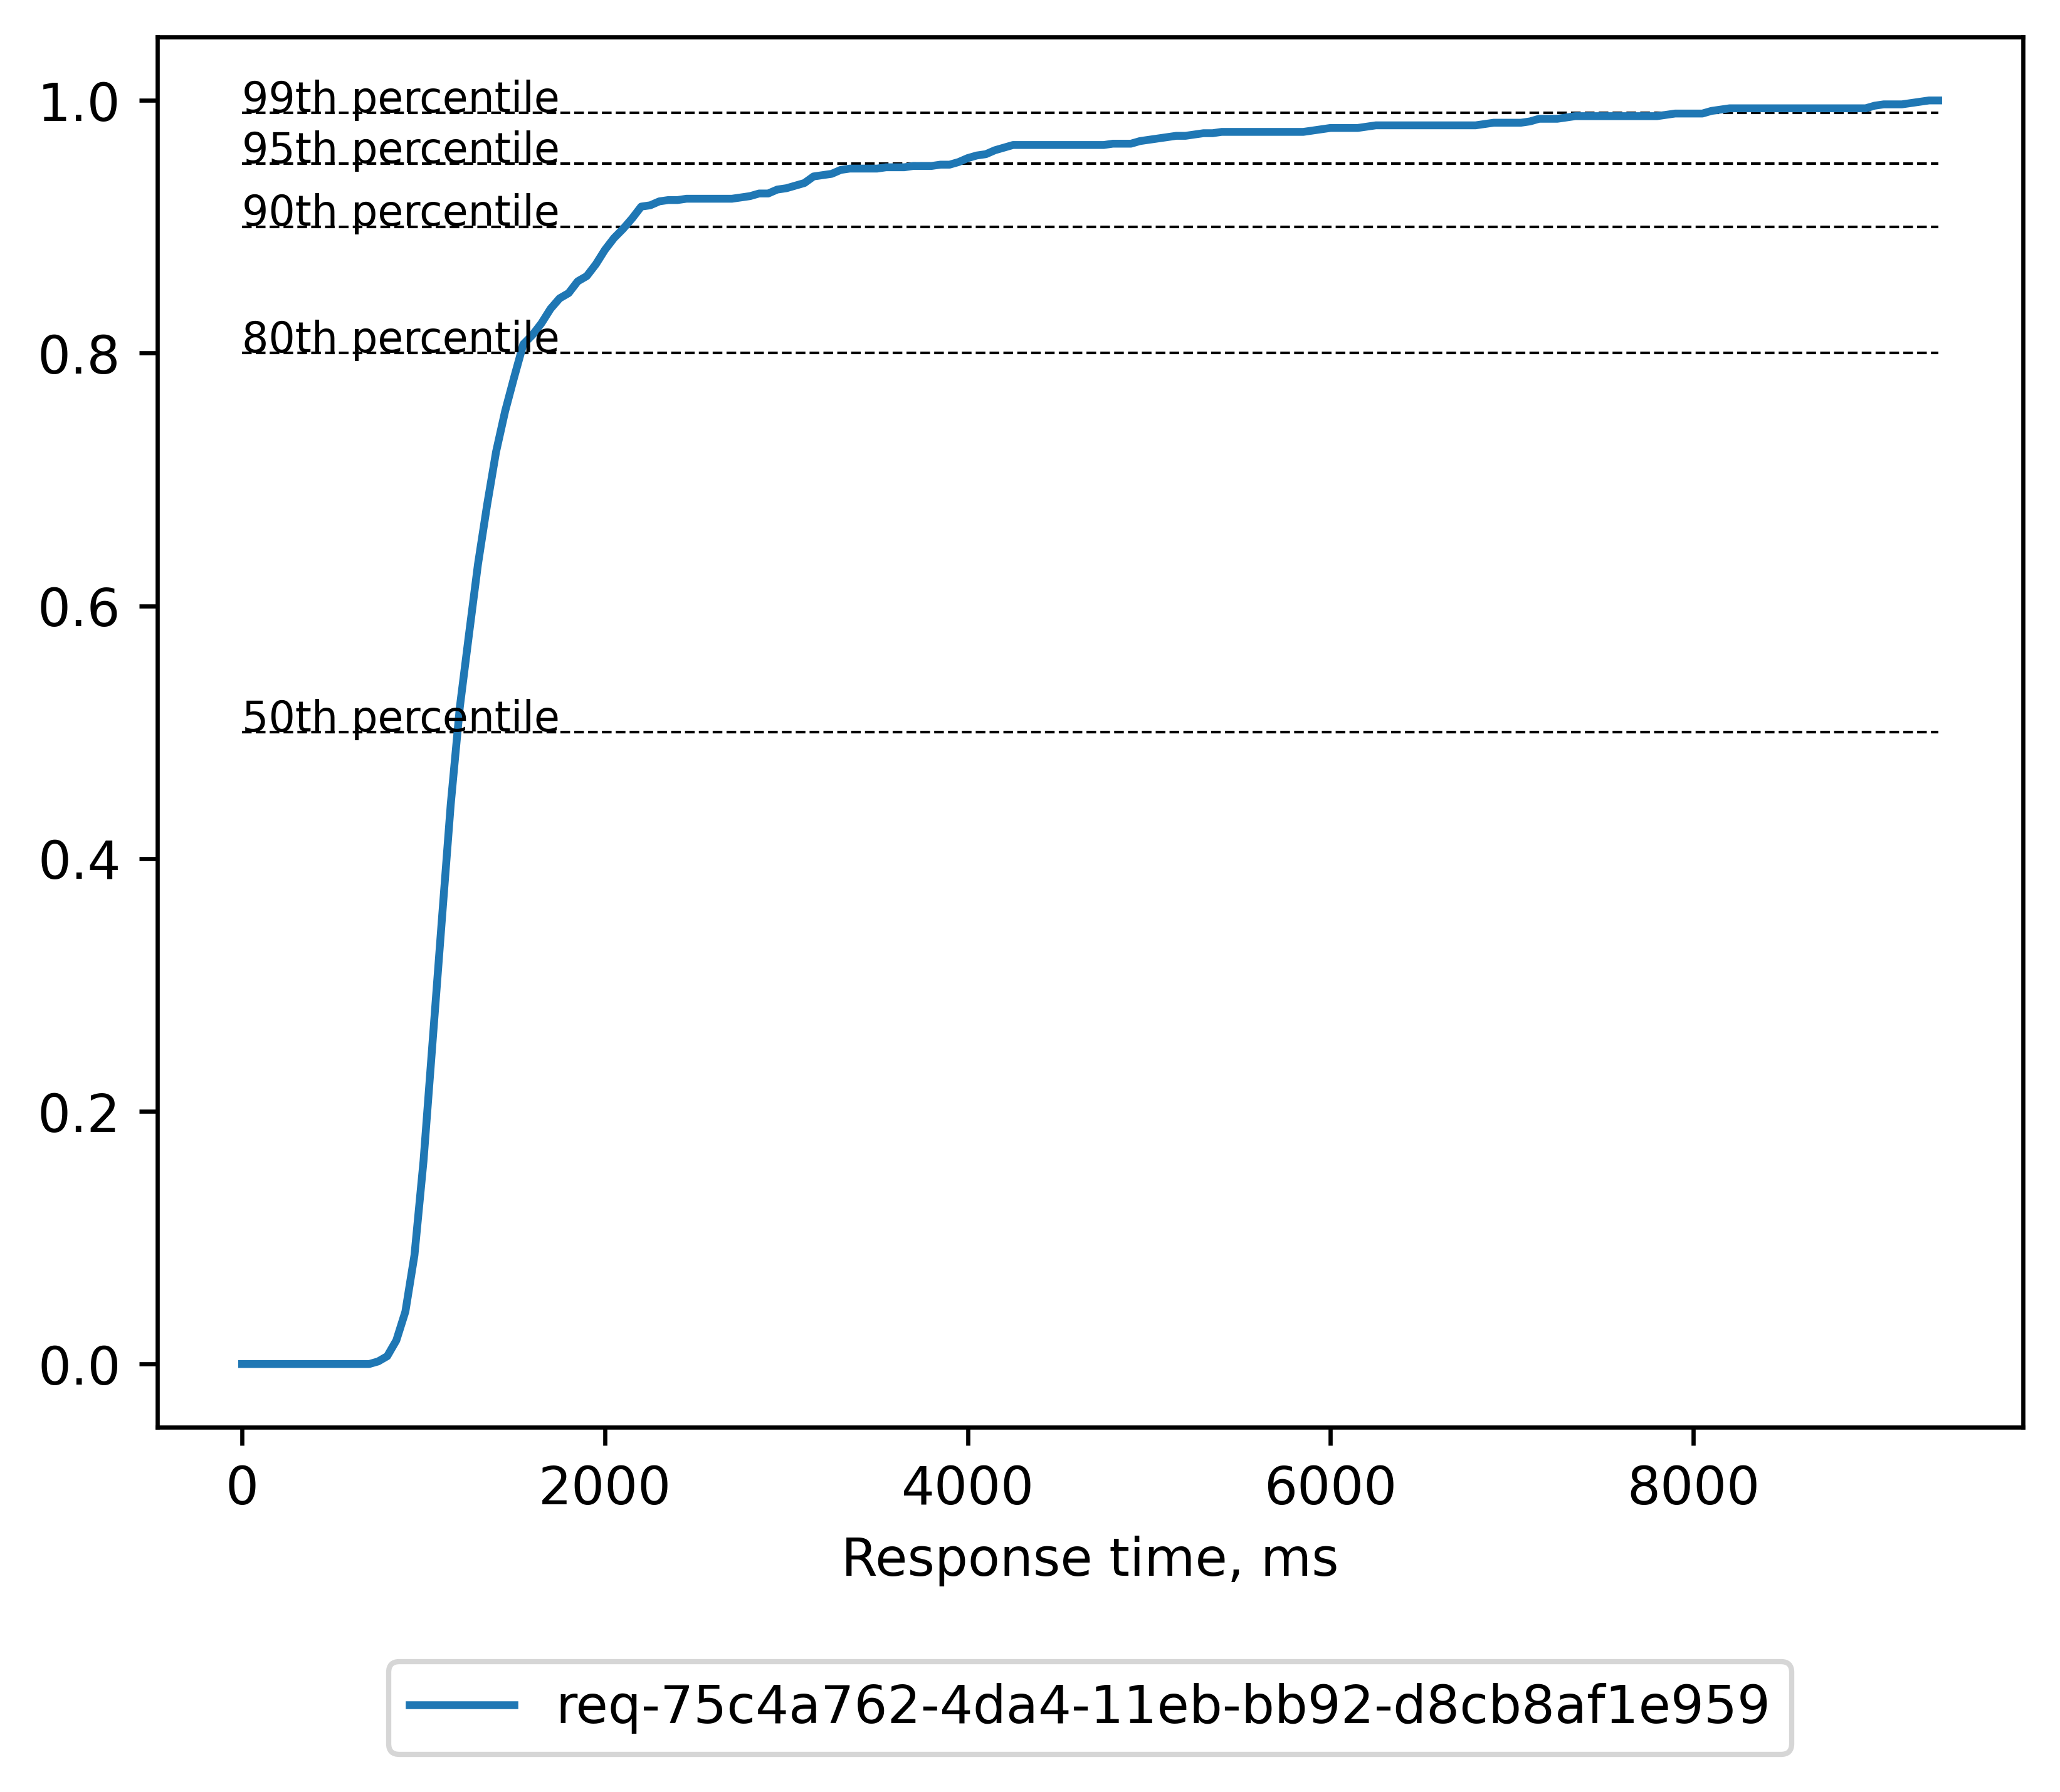 1.0
99th percentile
95th percentile
90th percentile
0.8
80th percentile
0.6
50th percentile
0.4
0.2
0.0
0 2000 4000 6000 8000
Response time, ms
req-75c4a762-4da4-11eb-bb92-d8cb8af1e959